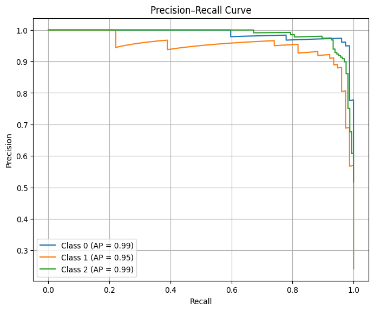 Precision–Recall Curve
1.0
0.9
0.8
0.7
0.6
0.5
0.4
0.3
Precision
Class 0 (AP = 0.99)
Class 1 (AP = 0.95)
Class 2 (AP = 0.99)
0.0 0.2 0.4 0.6 0.8 1.0
Recall